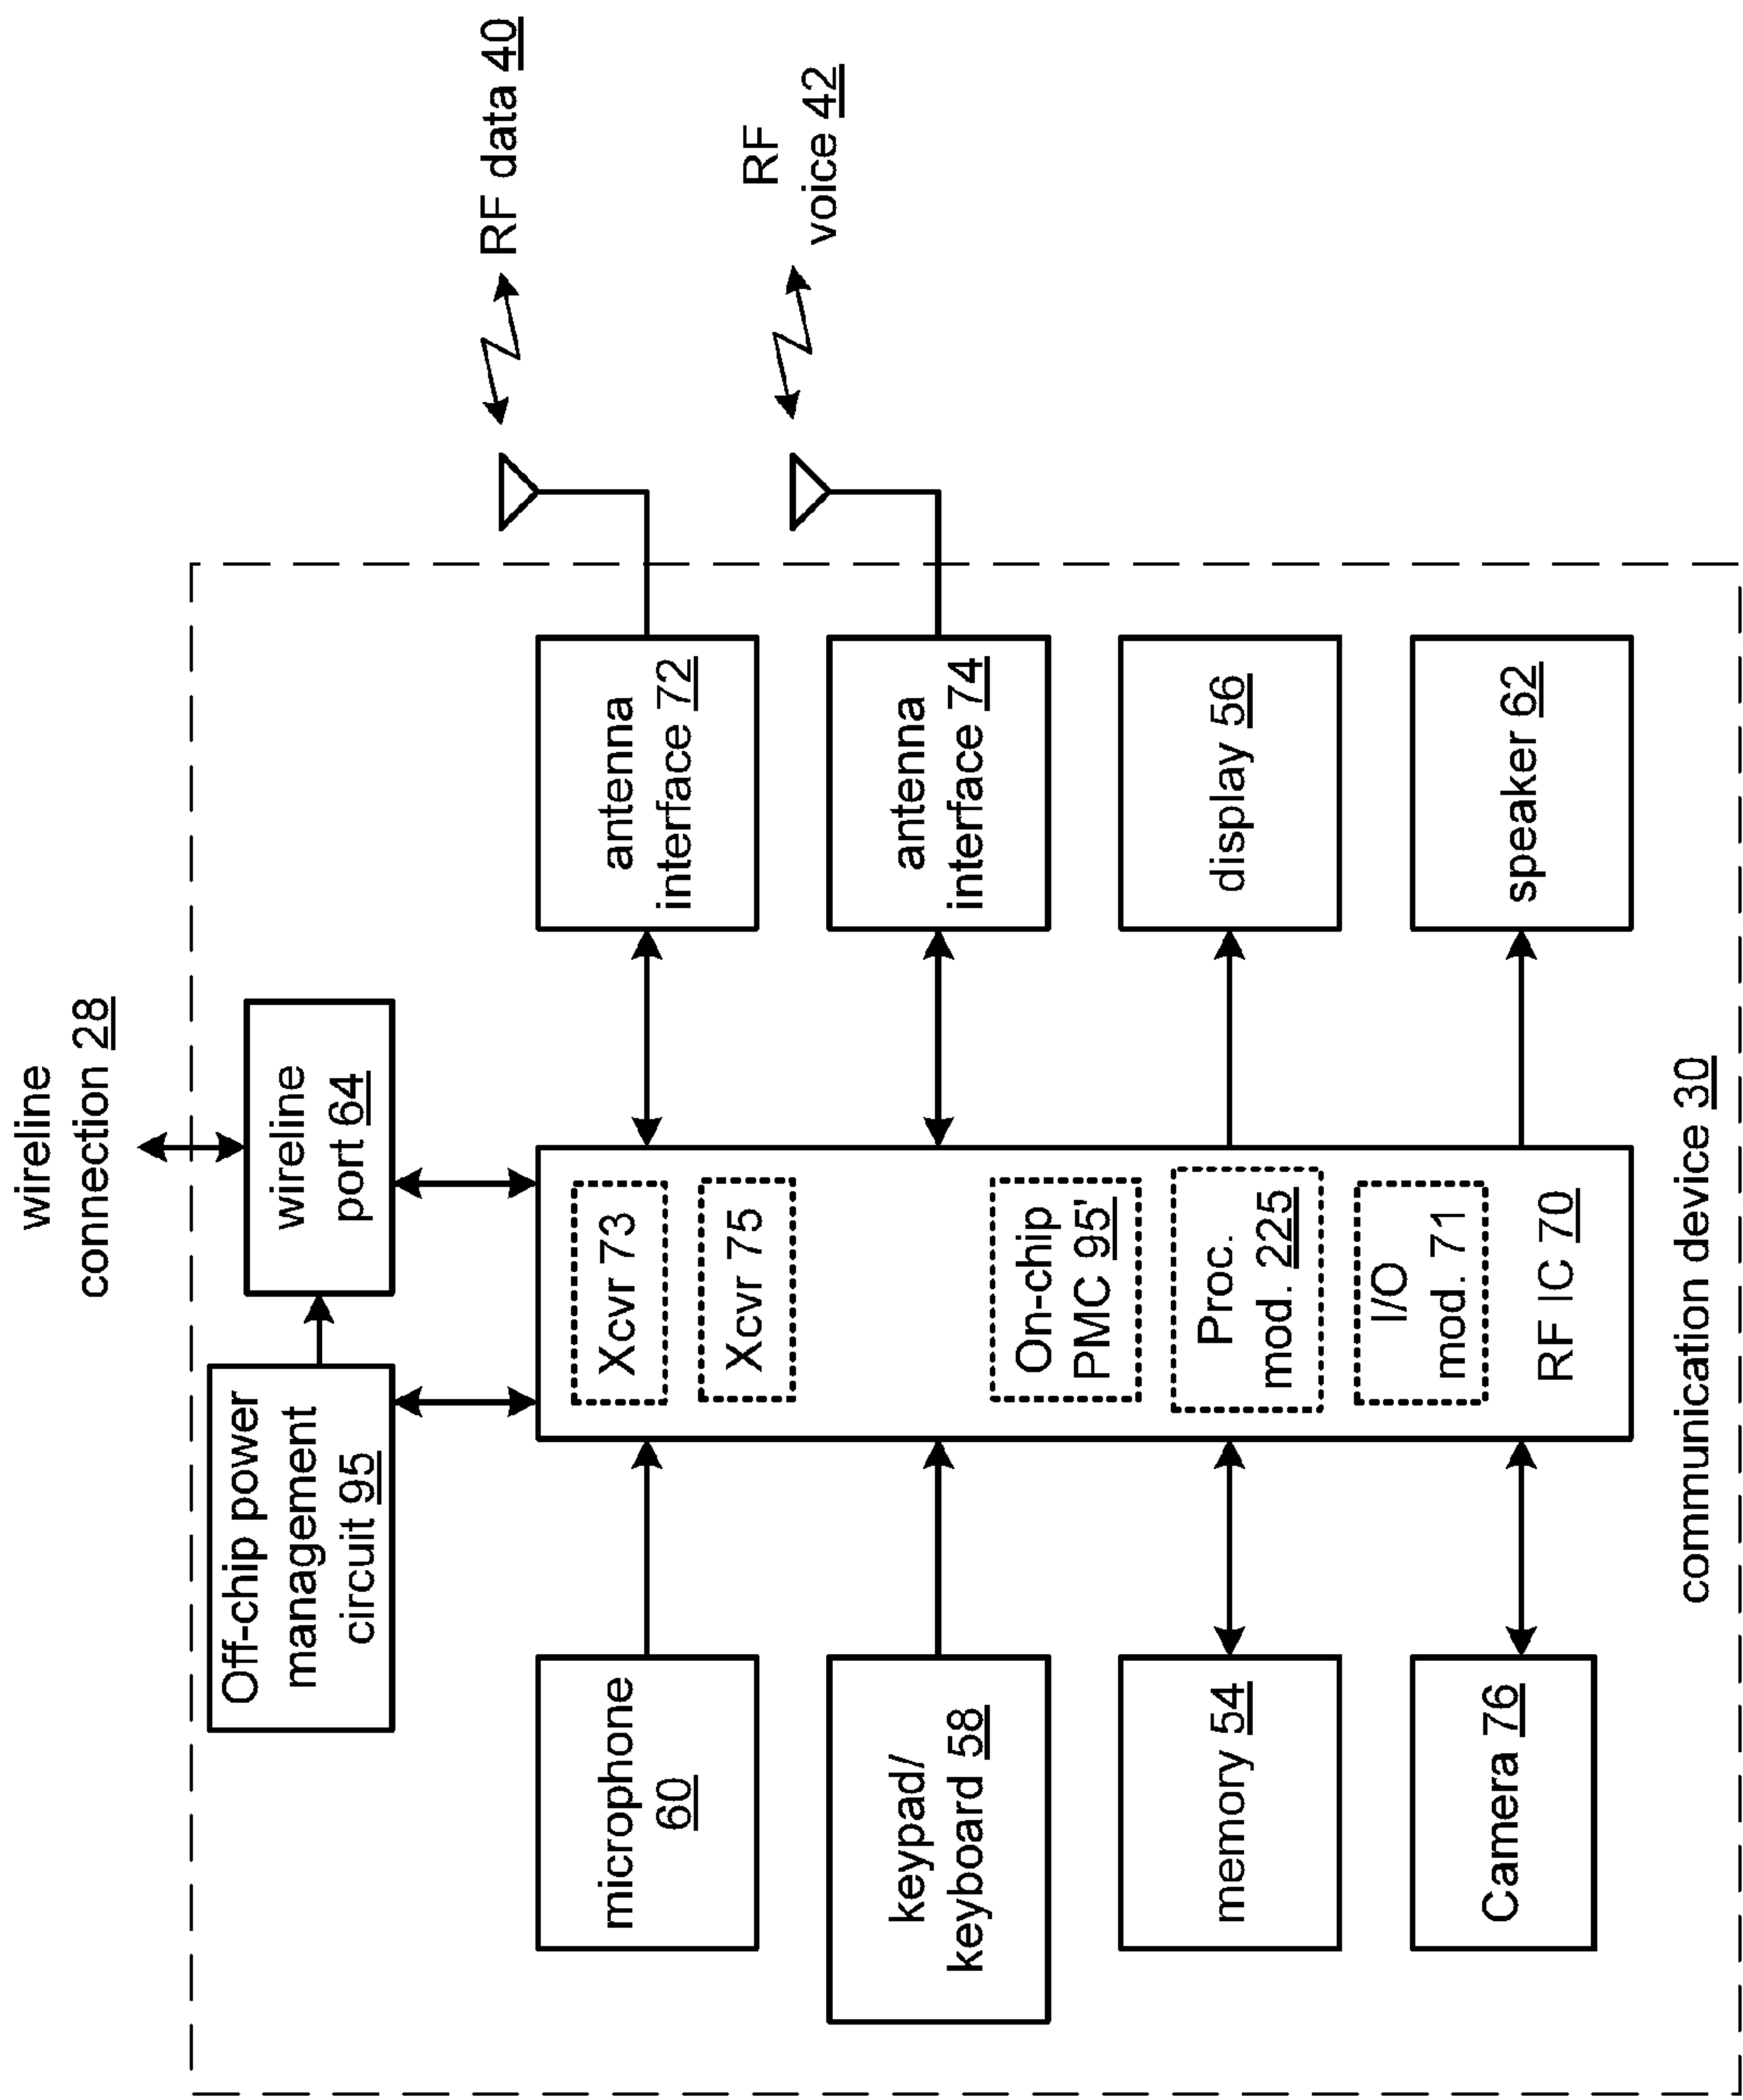 wireline
connection 28
RF data 40
RF
voice 42
Off-chip power
management
circuit 95
wireline
port 64
microphone
60
keypad/
keyboard 58
memory 54
Camera 76
Xcvr 73
Xcvr 75
On-chip
PMC 95'
Proc.
mod. 225
I/O
mod. 71
RF IC 70
antenna
interface 72
antenna
interface 74
display 56
speaker 62
communication device 30